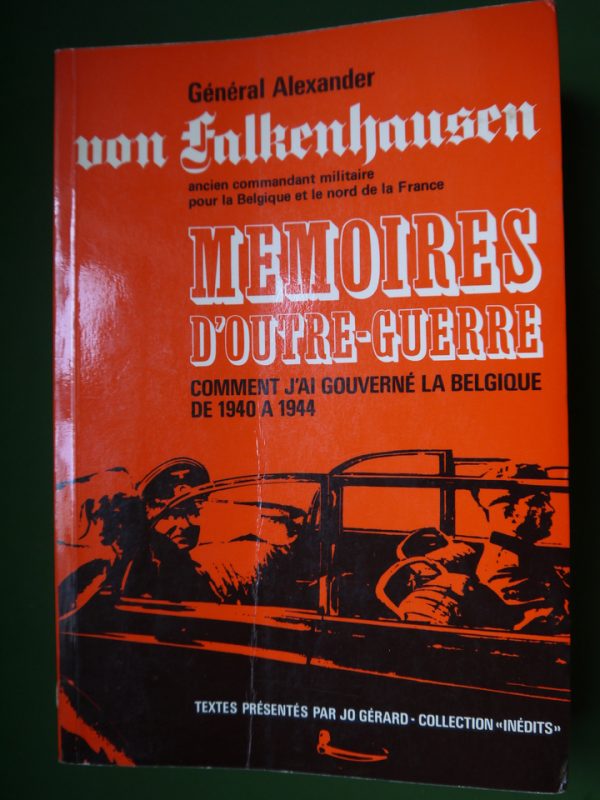 Général Alexander
von Falkenhausen
ancien commandant militaire
pour la Belgique et le nord de la France
MEMOIRES
D'OUTRE-GUERRE
COMMENT J'AI GOUVERNÉ LA BELGIQUE
DE 1940 A 1944
TEXTES PRÉSENTÉS PAR JO GÉRARD - COLLECTION «INÉDITS»